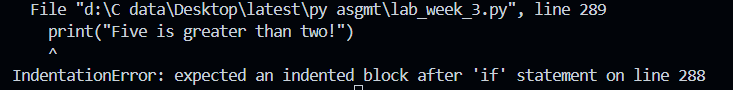 File "d:\C data\Desktop\latest\py asgmt\lab_week_3.py", line 289
print("Five is greater than two!")
^
IndentationError: expected an indented block after 'if' statement on line 288